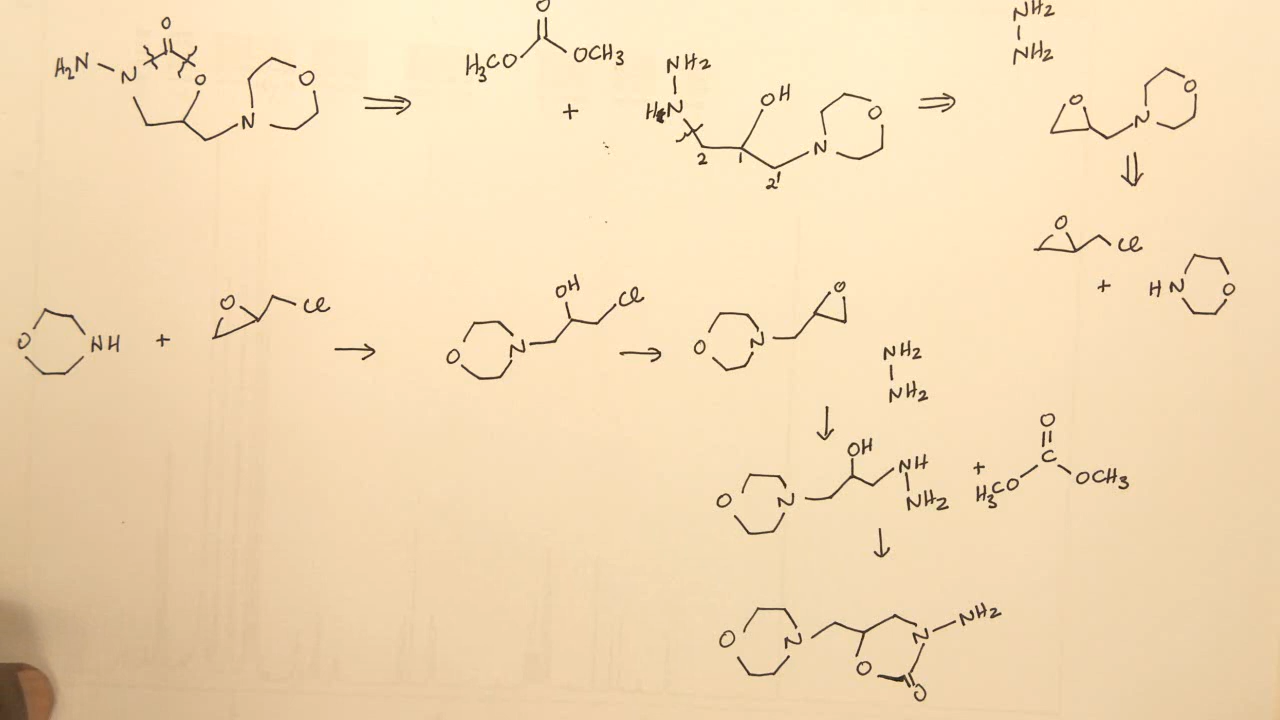 O
H₂N N O N O
O
H₃CO OCH₃
+
NH₂
HN OH N O
2 1 2'
NH₂
NH₂
O N O
O Cl
+ HN O
O NH + O Cl
O N OH Cl
O N O
NH₂
NH₂
O N OH NH
NH₂
+
O
C
H₃CO OCH₃
O N O N NH₂
O